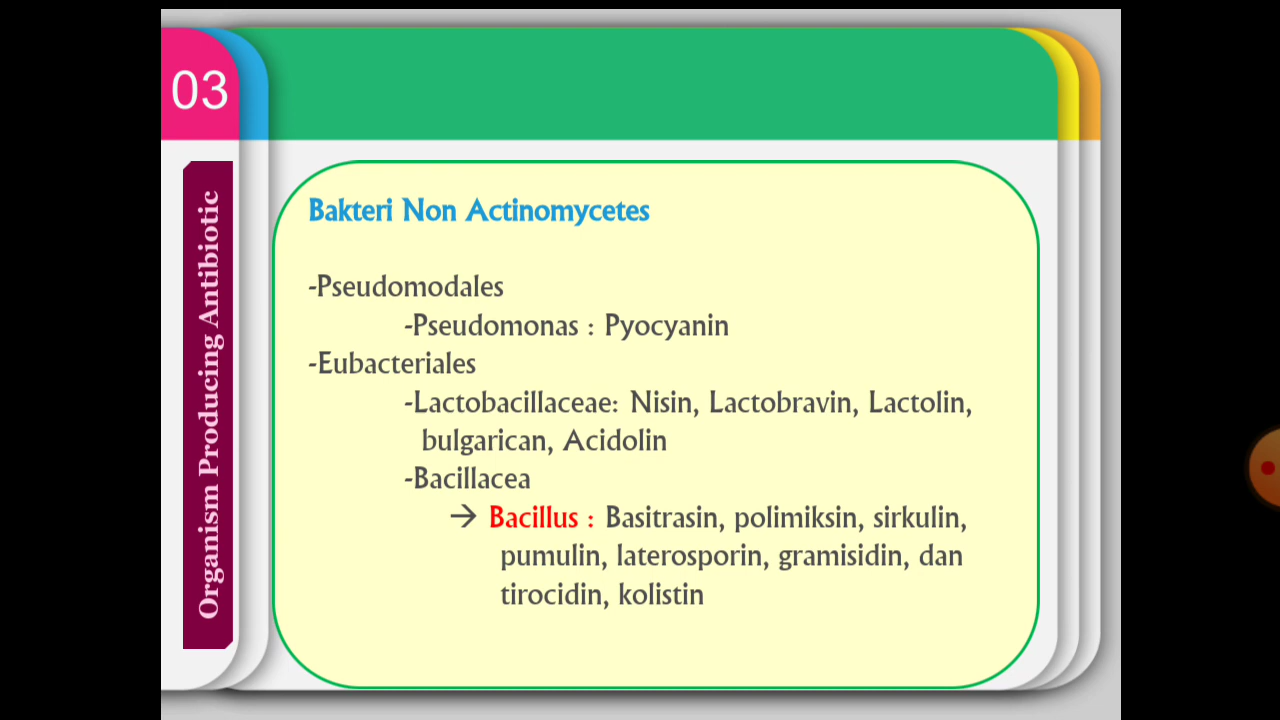 03
Organism Producing Antibiotic
Bakteri Non Actinomycetes
-Pseudomodales
-Pseudomonas : Pyocyanin
-Eubacteriales
-Lactobacillaceae: Nisin, Lactobravin, Lactolin,
bulgarican, Acidolin
-Bacillacea
→ Bacillus : Basitrasin, polimiksin, sirkulin,
pumulin, laterosporin, gramisidin, dan
tirocidin, kolistin